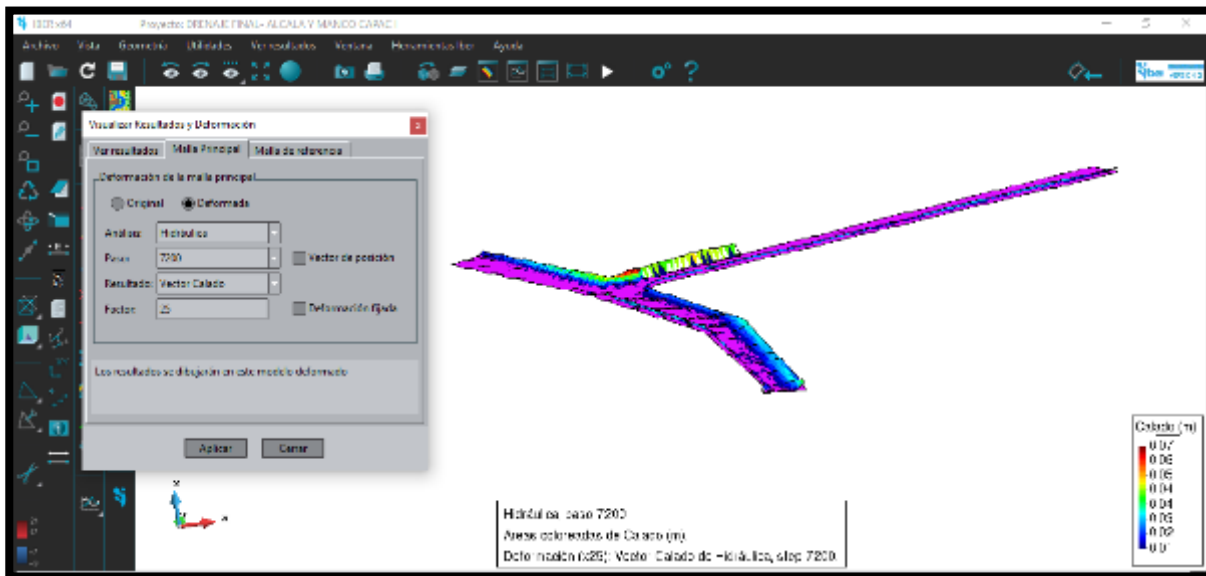 IBER x64 Proyecto: DRENAJE FINAL- ALCALA Y MANCO CAPAC
Archivo Vista Geometría Utilidades Ver resultados Ventana Herramientas Iber Ayuda
Iber
Visualizar Resultados y Deformación
Ver resultados Malla Principal Malla de referencia
Deformación de la malla principal
Original Deformada
Análisis: Hidráulica
Paso: 7200 Vector de posición
Resultado: Vector Calado
Factor: 25 Deformación fijada
Los resultados se dibujarán en este modelo deformado
Aplicar Cerrar
Calado (m)
0.07
0.06
0.05
0.04
0.04
0.03
0.02
0.01
Hidráulica, paso 7200
Areas coloreadas de Calado (m).
Deformación (x25): Vector Calado de Hidráulica, step 7200.